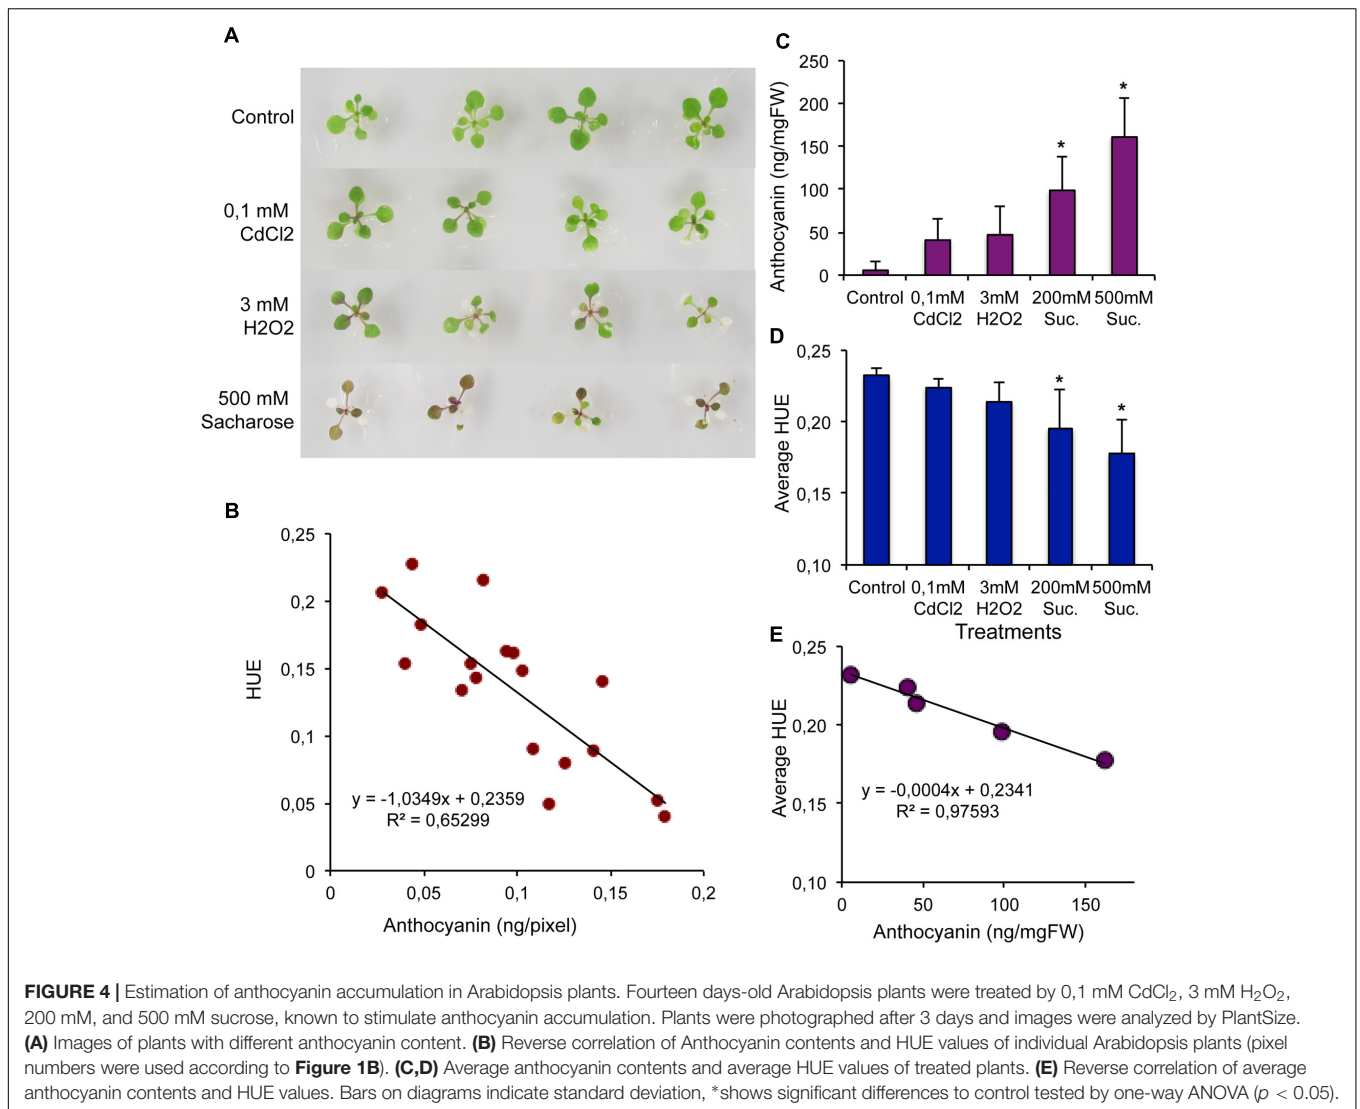 A
Control
0,1 mM
CdCl2
3 mM
H2O2
500 mM
Sacharose
B
0,25
0,2
0,15
0,1
0,05
0
HUE
y = -1,0349x + 0,2359
R² = 0,65299
0
0,05
0,1
0,15
0,2
Anthocyanin (ng/pixel)
C
Anthocyanin (ng/mgFW)
250
200
150
100
50
0
*
*
Control 0,1mM 3mM 200mM 500mM
CdCl2 H2O2 Suc. Suc.
D
Average HUE
0,25
0,20
0,15
0,10
*
*
Control 0,1mM 3mM 200mM 500mM
CdCl2 H2O2 Suc. Suc.
Treatments
E
Average HUE
0,25
0,20
0,15
0,10
y = -0,0004x + 0,2341
R² = 0,97593
0
50
100
150
Anthocyanin (ng/mgFW)
FIGURE 4 | Estimation of anthocyanin accumulation in Arabidopsis plants. Fourteen days-old Arabidopsis plants were treated by 0,1 mM CdCl₂, 3 mM H₂O₂,
200 mM, and 500 mM sucrose, known to stimulate anthocyanin accumulation. Plants were photographed after 3 days and images were analyzed by PlantSize.
(A) Images of plants with different anthocyanin content. (B) Reverse correlation of Anthocyanin contents and HUE values of individual Arabidopsis plants (pixel
numbers were used according to Figure 1B). (C,D) Average anthocyanin contents and average HUE values of treated plants. (E) Reverse correlation of average
anthocyanin contents and HUE values. Bars on diagrams indicate standard deviation, *shows significant differences to control tested by one-way ANOVA (p < 0.05).